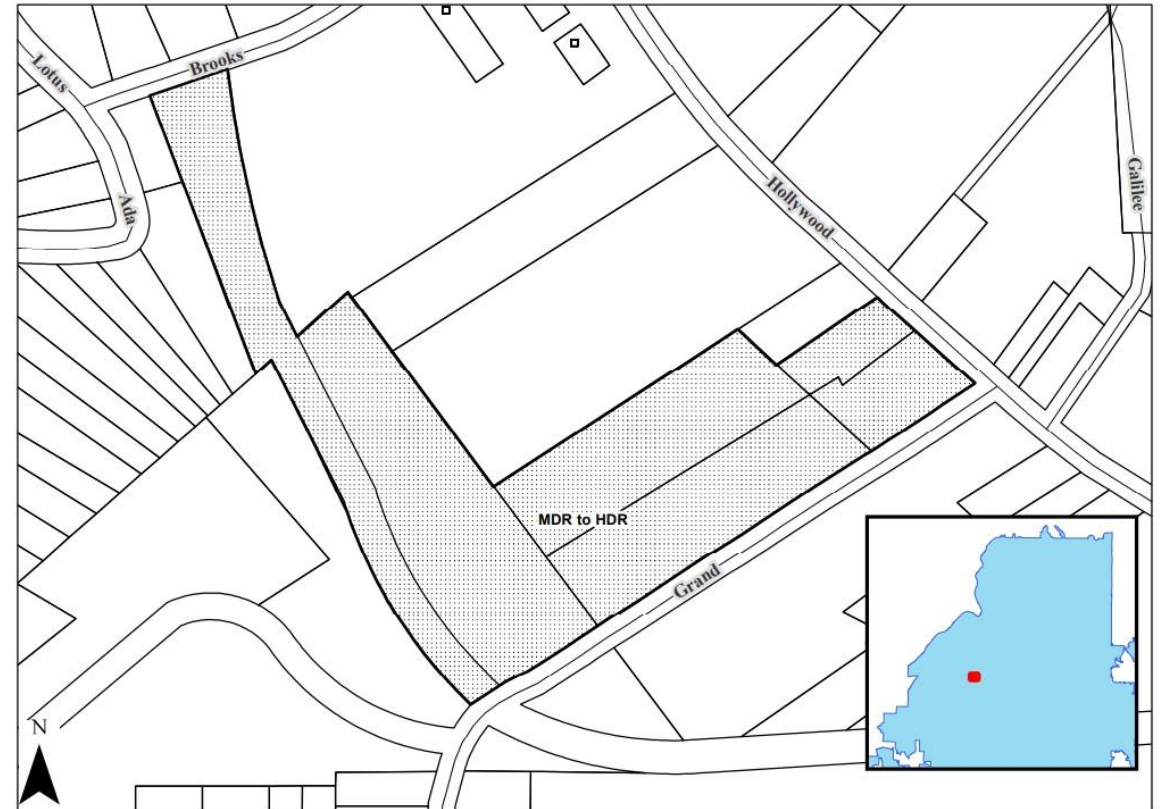 Brooks
Lotus
Ada
Hollywood
Galilee
MDR to HDR
Grand
N